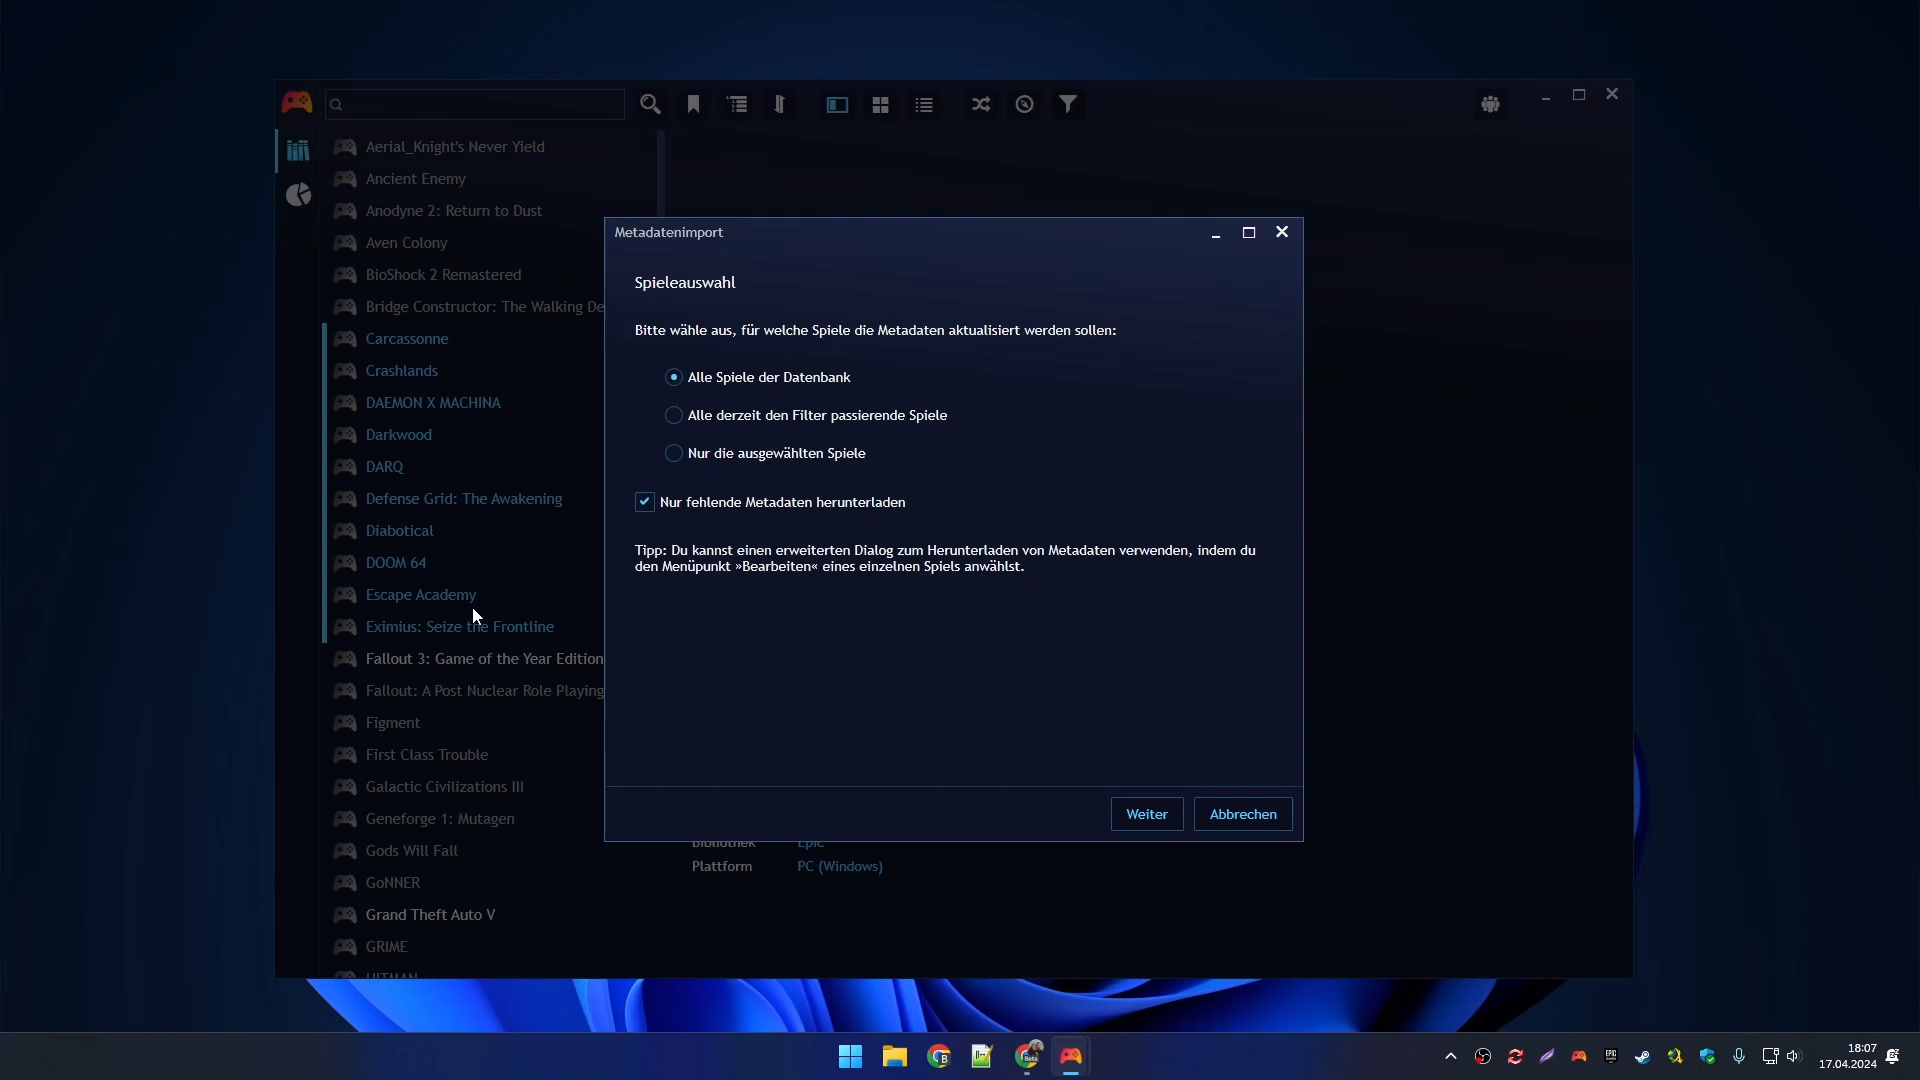 Aerial_Knight's Never Yield
Ancient Enemy
Anodyne 2: Return to Dust
Aven Colony
BioShock 2 Remastered
Bridge Constructor: The Walking De
Carcassonne
Crashlands
DAEMON X MACHINA
Darkwood
DARQ
Defense Grid: The Awakening
Diabotical
DOOM 64
Escape Academy
Eximius: Seize the Frontline
Fallout 3: Game of the Year Edition
Fallout: A Post Nuclear Role Playing
Figment
First Class Trouble
Galactic Civilizations III
Geneforge 1: Mutagen
Gods Will Fall
GoNNER
Grand Theft Auto V
GRIME
HITMAN
Metadatenimport
Spieleauswahl
Bitte wähle aus, für welche Spiele die Metadaten aktualisiert werden sollen:
Alle Spiele der Datenbank
Alle derzeit den Filter passierende Spiele
Nur die ausgewählten Spiele
Nur fehlende Metadaten herunterladen
Tipp: Du kannst einen erweiterten Dialog zum Herunterladen von Metadaten verwenden, indem du
den Menüpunkt »Bearbeiten« eines einzelnen Spiels anwählst.
Weiter Abbrechen
Bibliothek Epic
Plattform PC (Windows)
18:07
17.04.2024